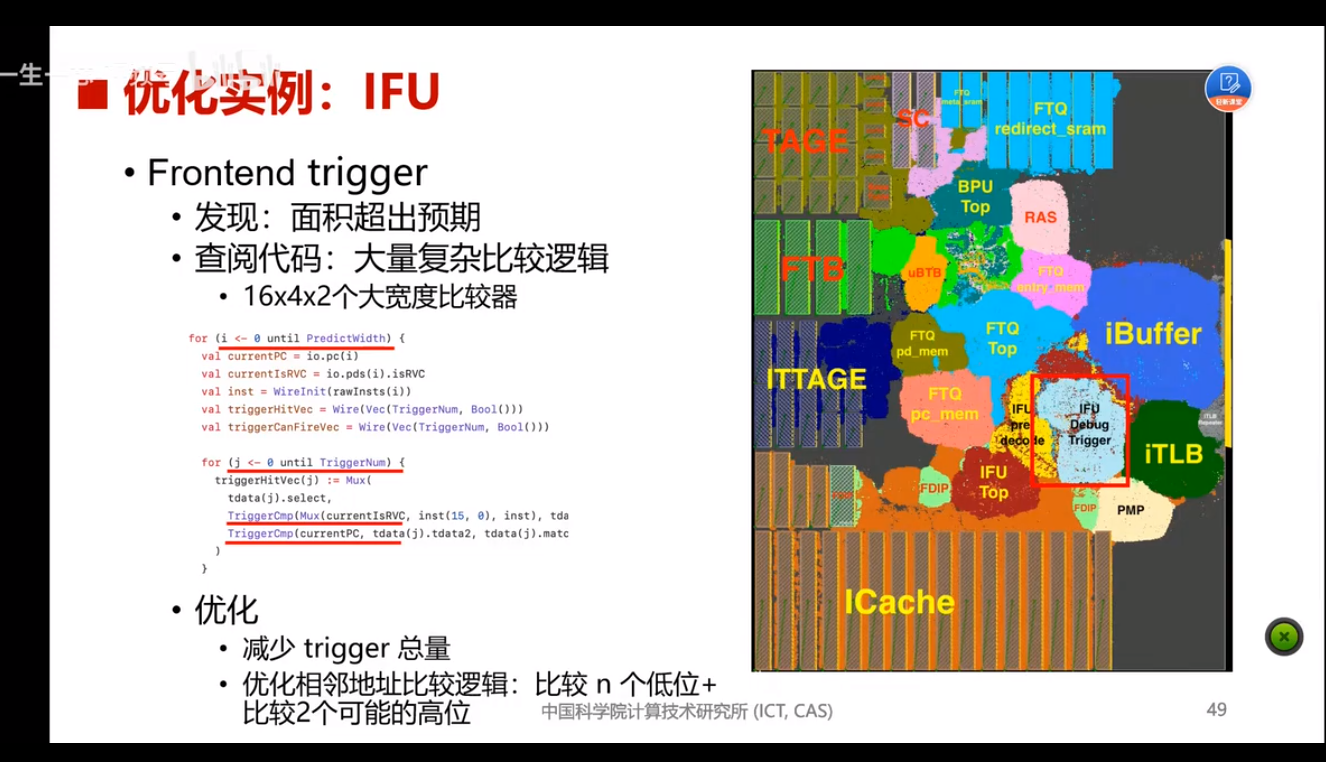 一生一
优化实例：IFU
• Frontend trigger
• 发现：面积超出预期
• 查阅代码：大量复杂比较逻辑
• 16x4x2个大宽度比较器
for (i <- 0 until PredictWidth) {
val currentPC = io.pc(i)
val currentIsRVC = io.pds(i).isRVC
val inst = WireInit(rawInsts(i))
val triggerHitVec = Wire(Vec(TriggerNum, Bool()))
val triggerCanFireVec = Wire(Vec(TriggerNum, Bool()))
for (j <- 0 until TriggerNum) {
triggerHitVec(j) := Mux(
tdata(j).select,
TriggerCmp(Mux(currentIsRVC, inst(15, 0), inst), tda
TriggerCmp(currentPC, tdata(j).tdata2, tdata(j).matc
)
}
• 优化
• 减少 trigger 总量
• 优化相邻地址比较逻辑：比较 n 个低位+
比较2个可能的高位
TAGE
SC
FTQ
meta_sram
FTQ
redirect_sram
BPU
Top
RAS
FTB
uBTB
FTQ
entry_mem
iBuffer
FTQ
pd_mem
FTQ
Top
ITTAGE
FTQ
pc_mem
IFU
pre
decode
IFU
Debug
Trigger
iTLB
IFU
Top
FDIP
FDIP
PMP
ICache
中国科学院计算技术研究所 (ICT, CAS)
49